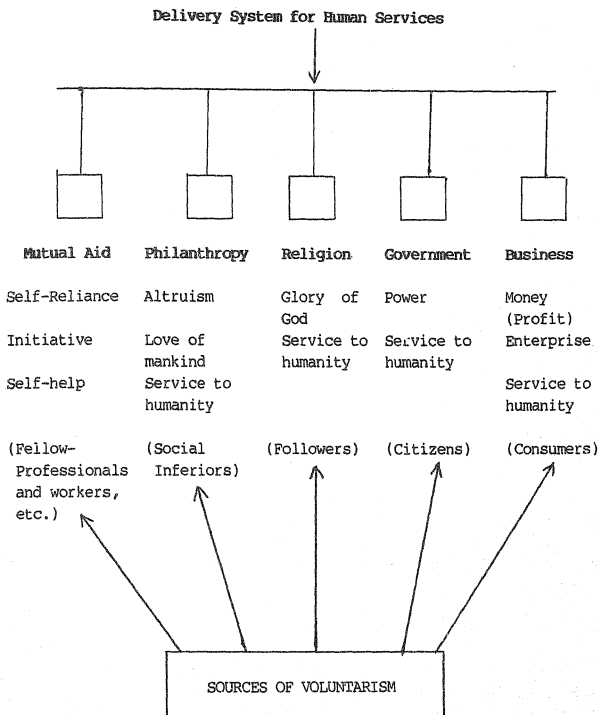 Delivery System for Human Services
Mutual Aid Philanthropy Religion Government Business
Self-Reliance Altruism Glory of Power Money
God (Profit)
Initiative Love of Service to Service to Enterprise
mankind humanity humanity
Self-help Service to Service to
humanity humanity
(Fellow- (Social (Followers) (Citizens) (Consumers)
Professionals Inferiors)
and workers,
etc.)
SOURCES OF VOLUNTARISM